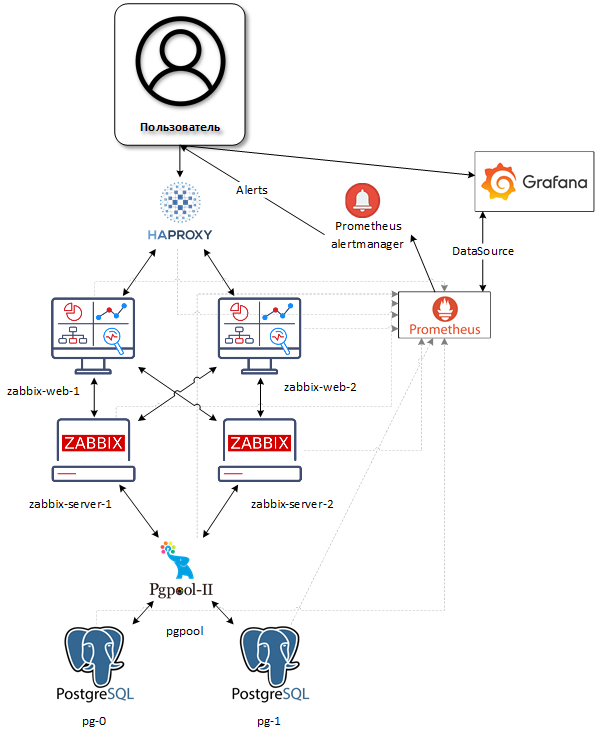 Пользователь
Grafana
Alerts
HAPROXY
Prometheus
alertmanager
DataSource
Prometheus
zabbix-web-1
zabbix-web-2
ZABBIX
ZABBIX
zabbix-server-1
zabbix-server-2
Pgpool-II
pgpool
PostgreSQL
PostgreSQL
pg-0
pg-1